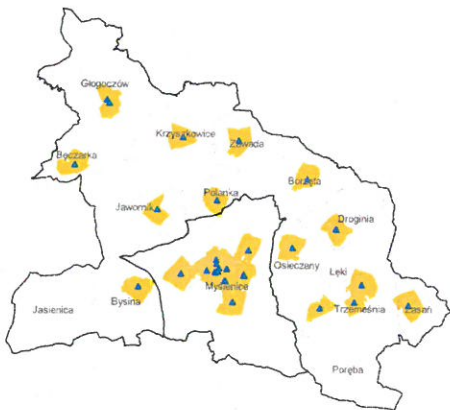 Głogoczów
Krzyszkowice
Zawada
Bęczarka
Borzęta
Polanka
Jawornik
Droginia
Osieczany
Łęki
Myślenice
Bysina
Jasienica
Trzemeśnia
Zasań
Poręba